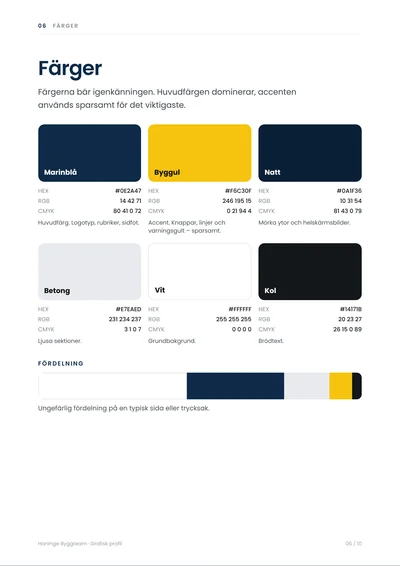 06 FÄRGER
Färger
Färgerna bär igenkänningen. Huvudfärgen dominerar, accenten
används sparsamt för det viktigaste.
Marinblå
HEX #0E2A47
RGB 14 42 71
CMYK 80 41 0 72
Huvudfärg. Logotyp, rubriker, sidfot.
Byggul
HEX #F6C30F
RGB 246 195 15
CMYK 0 21 94 4
Accent. Knappar, linjer och
varningsgult – sparsamt.
Natt
HEX #0A1F36
RGB 10 31 54
CMYK 81 43 0 79
Mörka ytor och helskärmsbilder.
Betong
HEX #E7EAED
RGB 231 234 237
CMYK 3 1 0 7
Ljusa sektioner.
Vit
HEX #FFFFFF
RGB 255 255 255
CMYK 0 0 0 0
Grundbakgrund.
Kol
HEX #14171B
RGB 20 23 27
CMYK 26 15 0 89
Brödtext.
FÖRDELNING
Ungefärlig fördelning på en typisk sida eller trycksak.
Haninge Byggteam · Grafisk profil
06 / 10